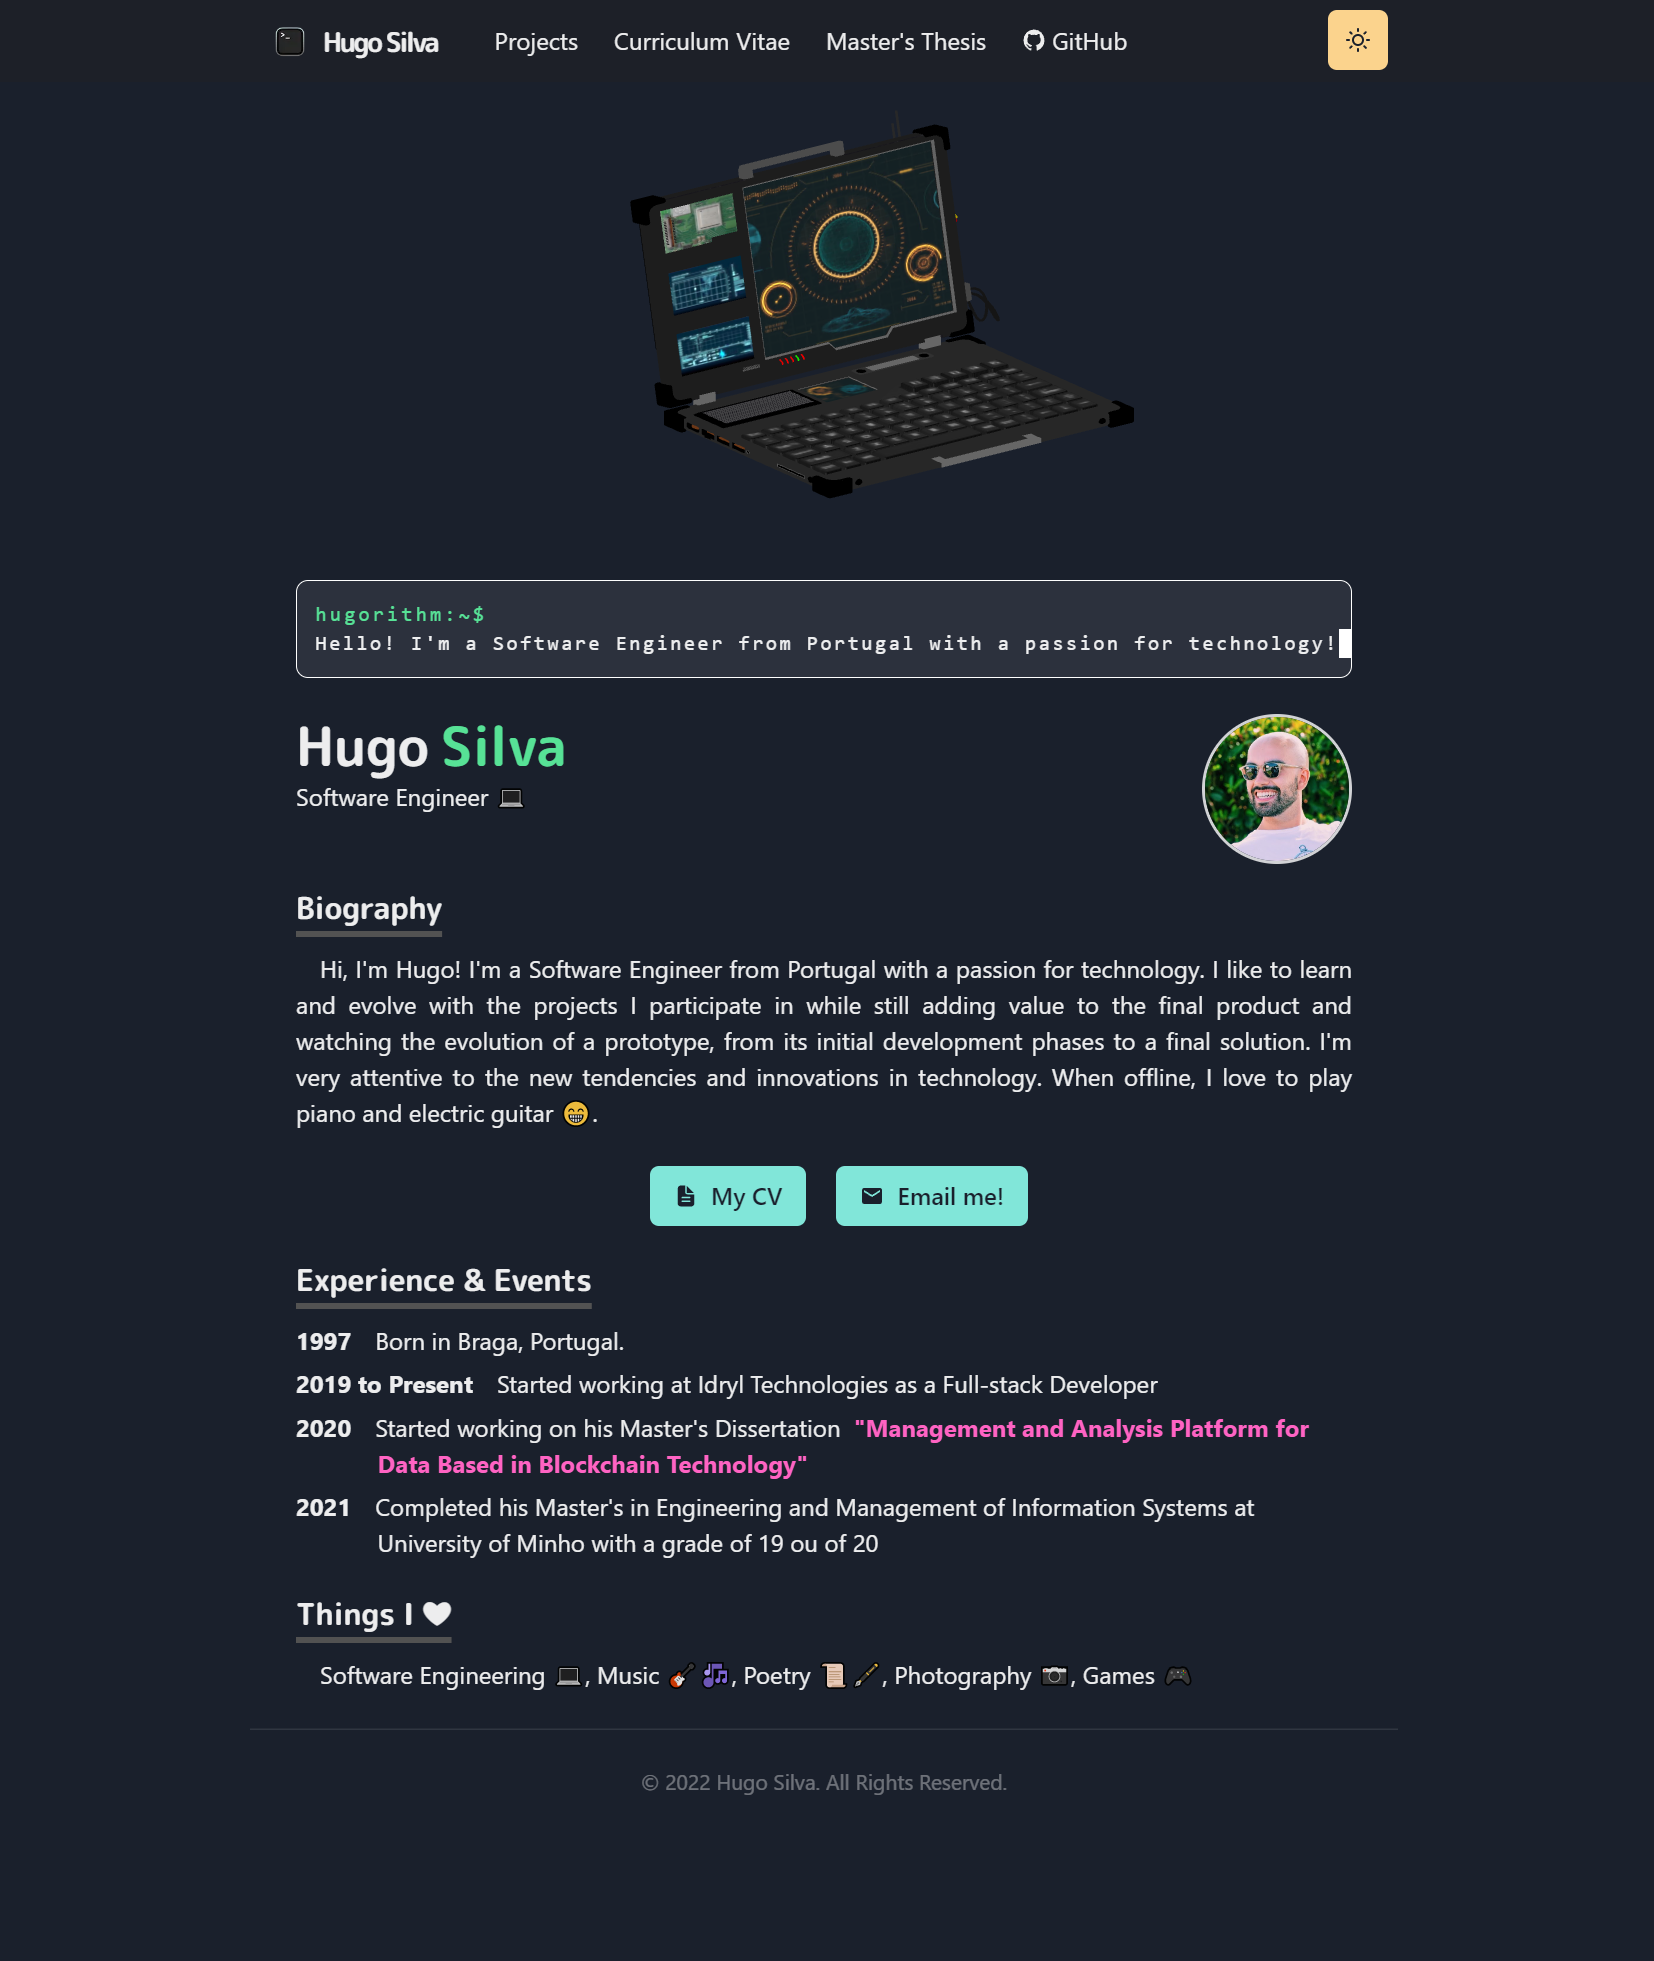 >_ Hugo Silva Projects Curriculum Vitae Master's Thesis GitHub
hugorithm:~$
Hello! I'm a Software Engineer from Portugal with a passion for technology!
Hugo Silva
Software Engineer 💻
Biography
Hi, I'm Hugo! I'm a Software Engineer from Portugal with a passion for technology. I like to learn
and evolve with the projects I participate in while still adding value to the final product and
watching the evolution of a prototype, from its initial development phases to a final solution. I'm
very attentive to the new tendencies and innovations in technology. When offline, I love to play
piano and electric guitar 😁.
My CV Email me!
Experience & Events
1997 Born in Braga, Portugal.
2019 to Present Started working at Idryl Technologies as a Full-stack Developer
2020 Started working on his Master's Dissertation "Management and Analysis Platform for
Data Based in Blockchain Technology"
2021 Completed his Master's in Engineering and Management of Information Systems at
University of Minho with a grade of 19 ou of 20
Things I ♥
Software Engineering 💻, Music 🎸🎶, Poetry 📜🖌, Photography 📷, Games 🎮
© 2022 Hugo Silva. All Rights Reserved.